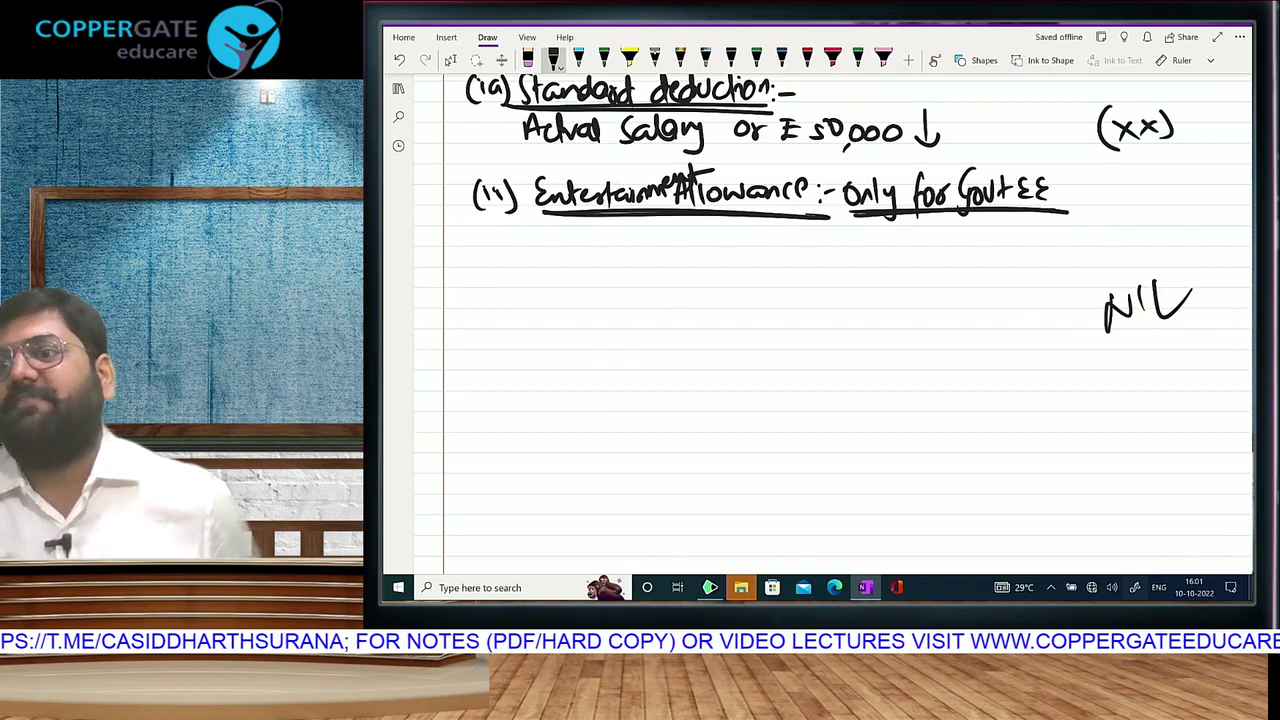 COPPERGATE
educare
Home Insert Draw View Help
Saved offline
Share
Shapes
Ink to Shape
Ink to Text
Ruler
(ia) Standard deduction:-
Actual Salary or ₹ 50,000 ↓ (xx)
(ii) Entertainment Allowance:- Only for Govt EE
NIL
Type here to search
29°C
ENG
16:01
10-10-2022
PS://T.ME/CASIDDHARTHSURANA; FOR NOTES (PDF/HARD COPY) OR VIDEO LECTURES VISIT WWW.COPPERGATEEDUCARE